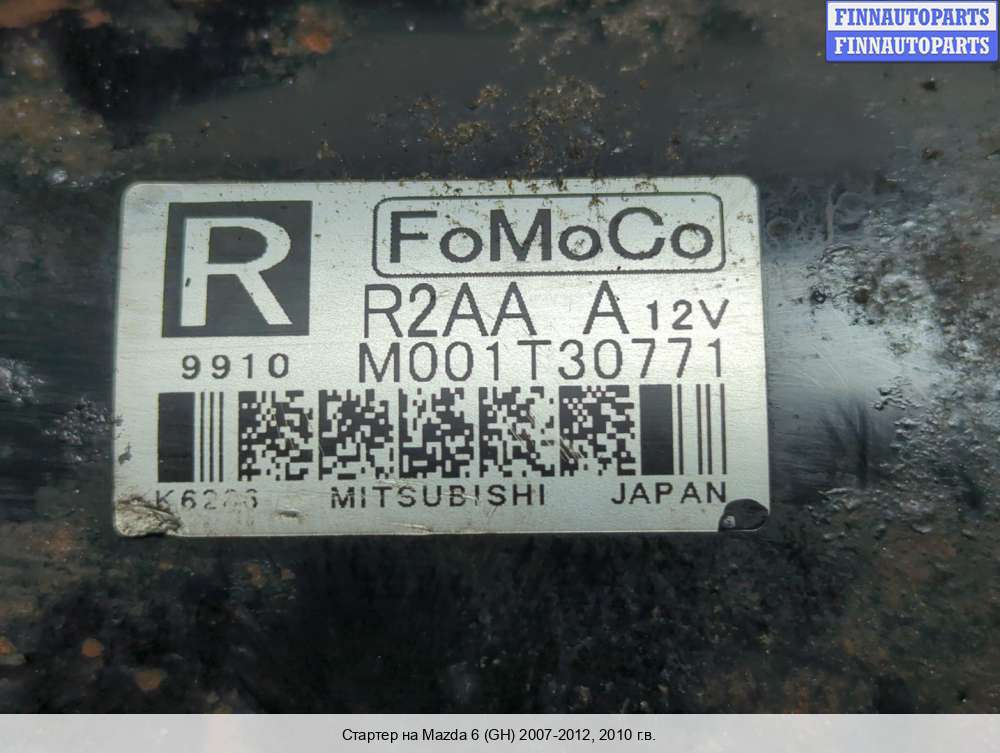 FINNAUTOPARTS
FINNAUTOPARTS
R FoMoCo
R2AA A 12V
9910 M001T30771
MITSUBISHI JAPAN
Стартер на Mazda 6 (GH) 2007-2012, 2010 г.в.